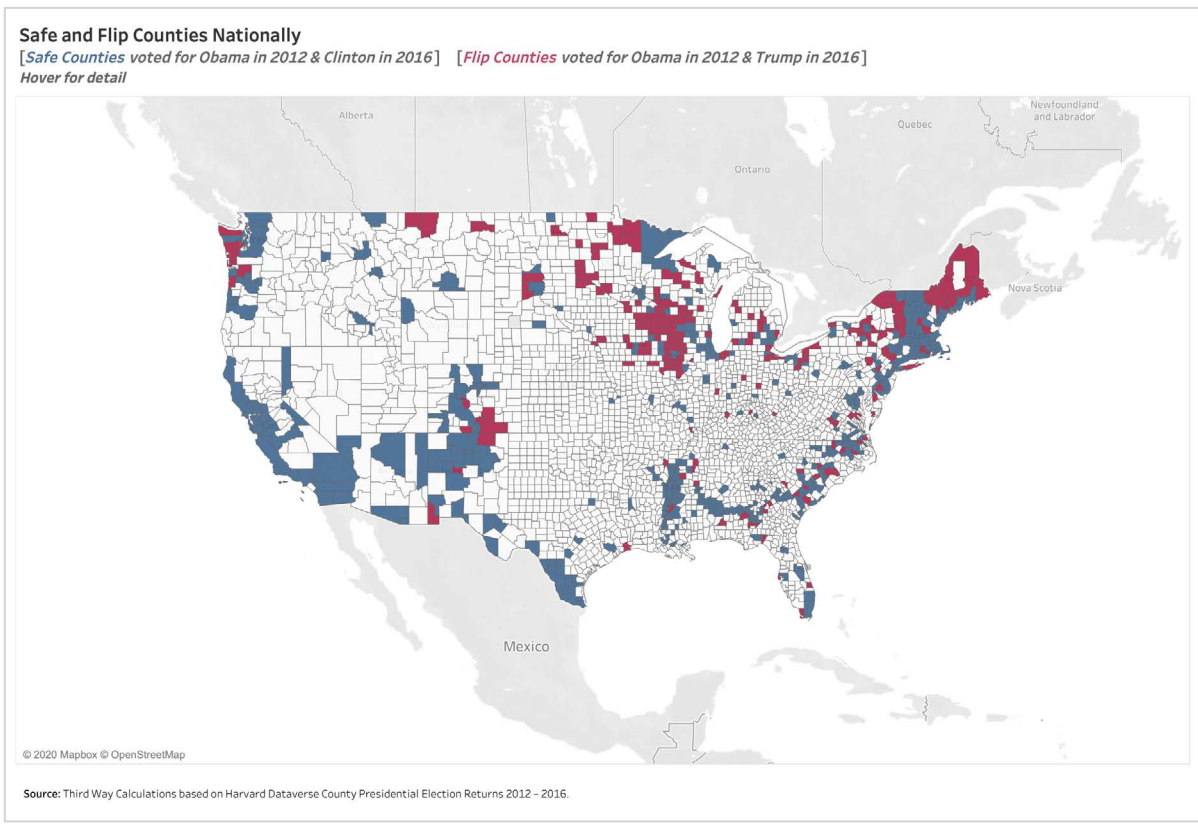 Safe and Flip Counties Nationally
[Safe Counties voted for Obama in 2012 & Clinton in 2016] [Flip Counties voted for Obama in 2012 & Trump in 2016]
Hover for detail
Newfoundland
and Labrador
Alberta
Quebec
Ontario
Nova Scotia
Mexico
© 2020 Mapbox © OpenStreetMap
Source: Third Way Calculations based on Harvard Dataverse County Presidential Election Returns 2012 – 2016.